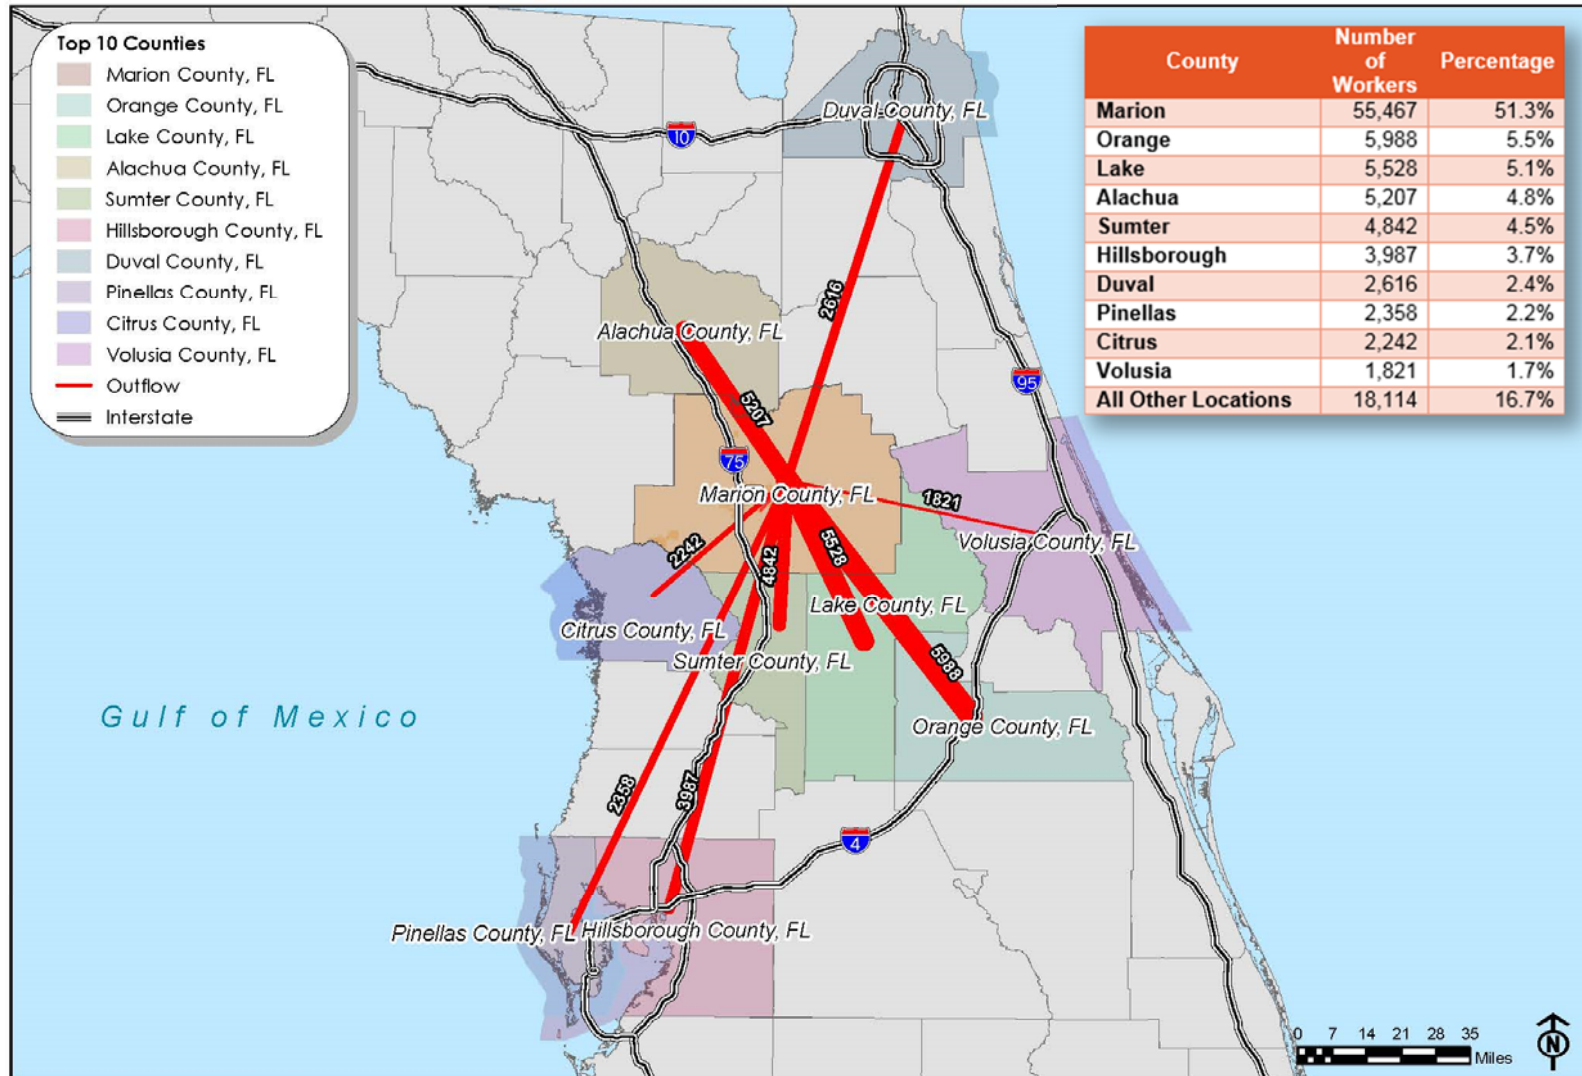 Top 10 Counties
Marion County, FL
Orange County, FL
Lake County, FL
Alachua County, FL
Sumter County, FL
Hillsborough County, FL
Duval County, FL
Pinellas County, FL
Citrus County, FL
Volusia County, FL
Outflow
Interstate
County Number of Workers Percentage
Marion 55,467 51.3%
Orange 5,988 5.5%
Lake 5,528 5.1%
Alachua 5,207 4.8%
Sumter 4,842 4.5%
Hillsborough 3,987 3.7%
Duval 2,616 2.4%
Pinellas 2,358 2.2%
Citrus 2,242 2.1%
Volusia 1,821 1.7%
All Other Locations 18,114 16.7%
Duval County, FL
10
2616
Alachua County, FL
95
5207
75
Marion County, FL
1821
5528
Volusia County, FL
2242
4842
Lake County, FL
Citrus County, FL
Sumter County, FL
5988
Gulf of Mexico
Orange County, FL
2358
3987
4
Pinellas County, FL
Hillsborough County, FL
0 7 14 21 28 35
Miles
N